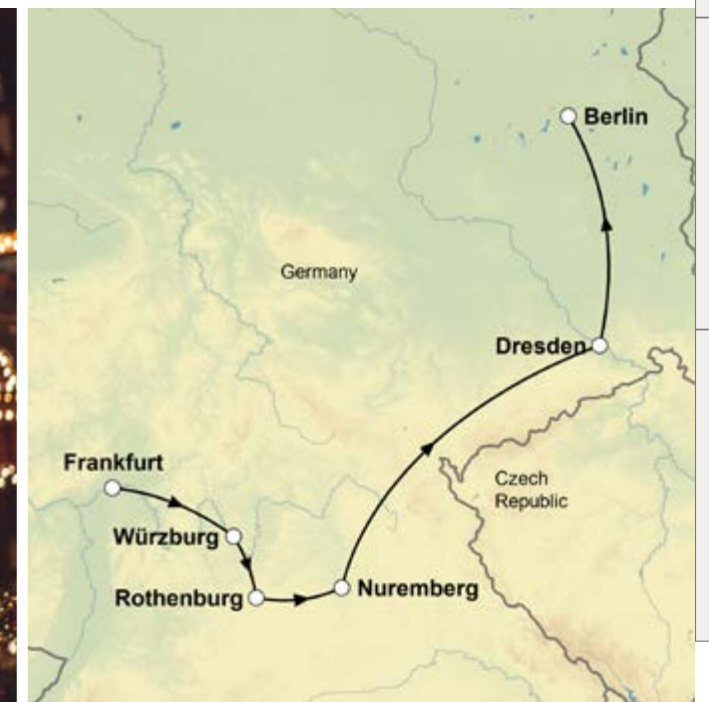 Berlin
Germany
Dresden
Frankfurt
Czech
Republic
Würzburg
Rothenburg
Nuremberg